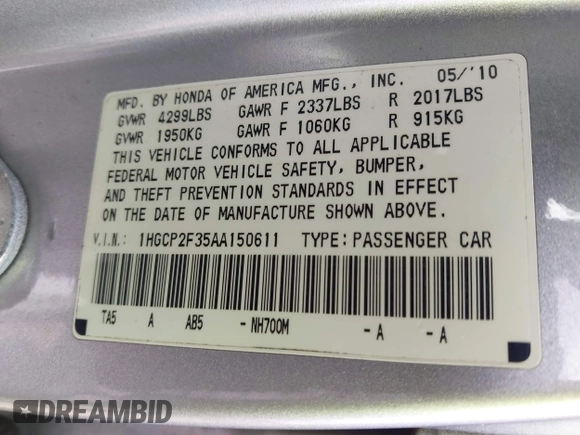 MFD. BY HONDA OF AMERICA MFG., INC. 05/'10
GVWR 4299LBS GAWR F 2337LBS R 2017LBS
GVWR 1950KG GAWR F 1060KG R 915KG
THIS VEHICLE CONFORMS TO ALL APPLICABLE
FEDERAL MOTOR VEHICLE SAFETY, BUMPER,
AND THEFT PREVENTION STANDARDS IN EFFECT
ON THE DATE OF MANUFACTURE SHOWN ABOVE.
V.I.N.: 1HGCP2F35AA150611 TYPE: PASSENGER CAR
TA5 A AB5 - NH700M - A - A
DREAMBID